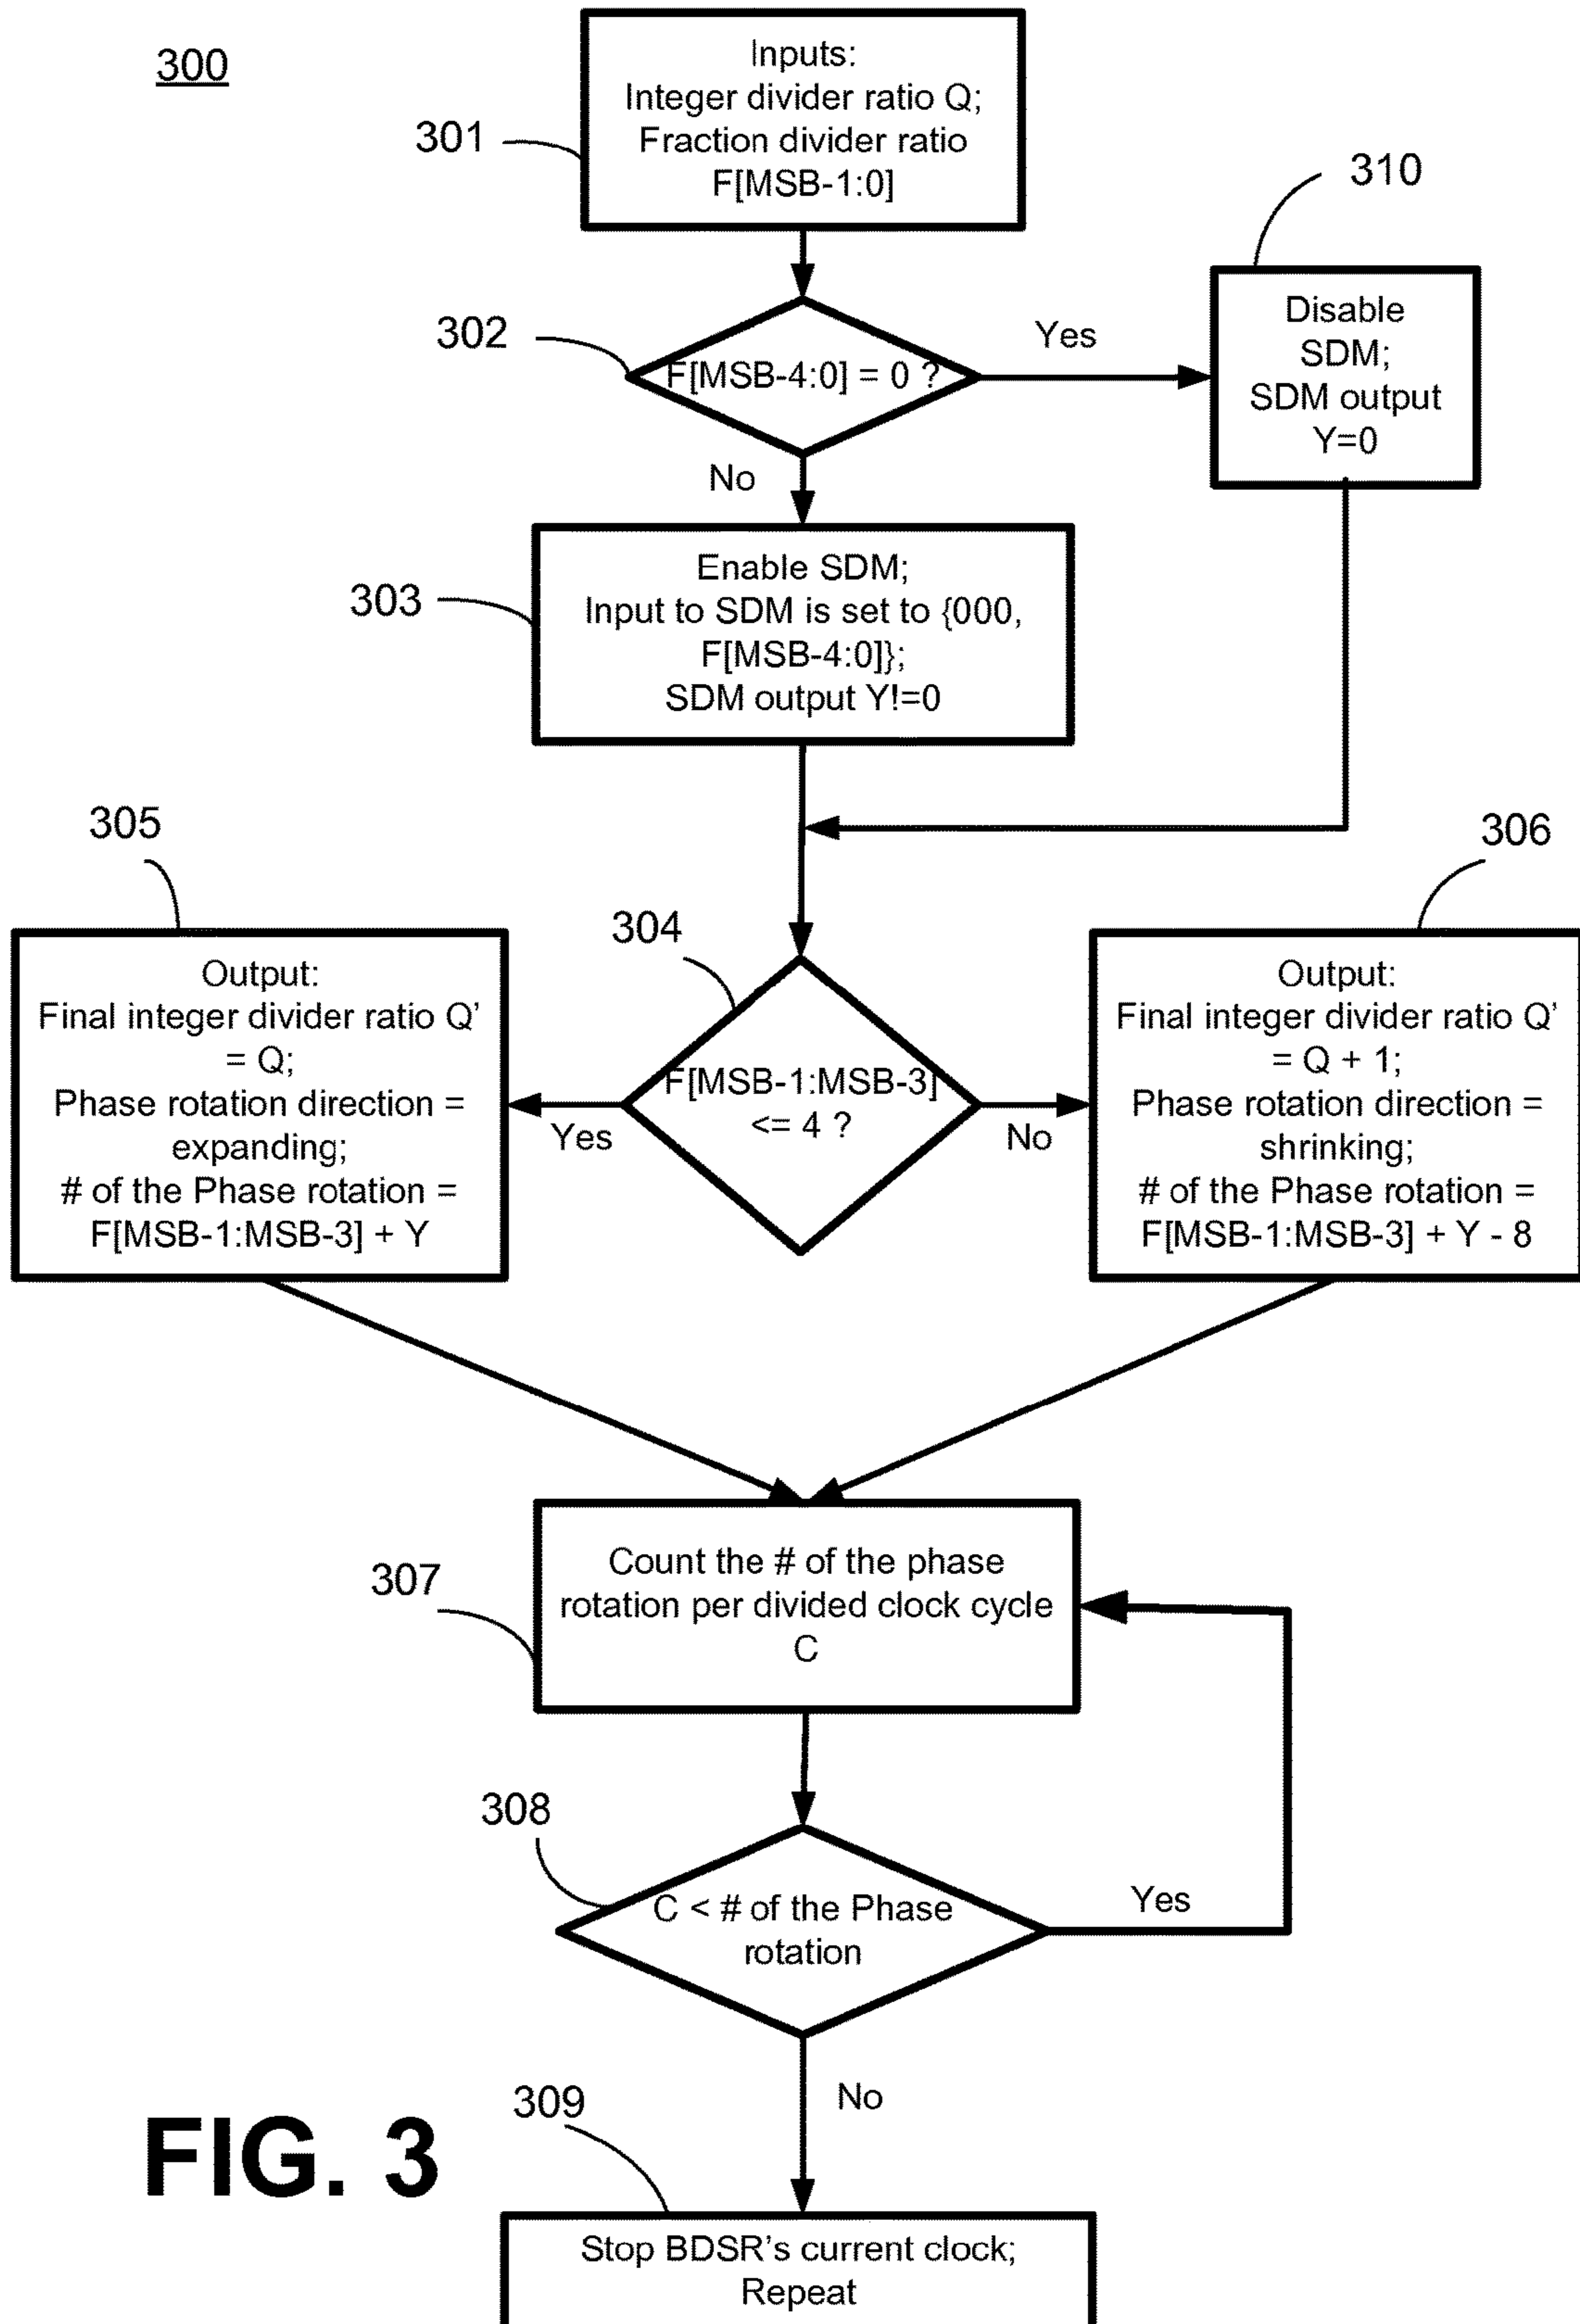 300
Inputs:
Integer divider ratio Q;
Fraction divider ratio
F[MSB-1:0]
301
310
302
F[MSB-4:0] = 0 ?
Yes
Disable
SDM;
SDM output
Y=0
No
303
Enable SDM;
Input to SDM is set to {000,
F[MSB-4:0]};
SDM output Y!=0
305
306
304
Output:
Final integer divider ratio Q’
= Q;
Phase rotation direction =
expanding;
# of the Phase rotation =
F[MSB-1:MSB-3] + Y
F[MSB-1:MSB-3]
<= 4 ?
Yes
No
Output:
Final integer divider ratio Q’
= Q + 1;
Phase rotation direction =
shrinking;
# of the Phase rotation =
F[MSB-1:MSB-3] + Y - 8
307
Count the # of the phase
rotation per divided clock cycle
C
308
C < # of the Phase
rotation
Yes
No
309
FIG. 3
Stop BDSR’s current clock;
Repeat